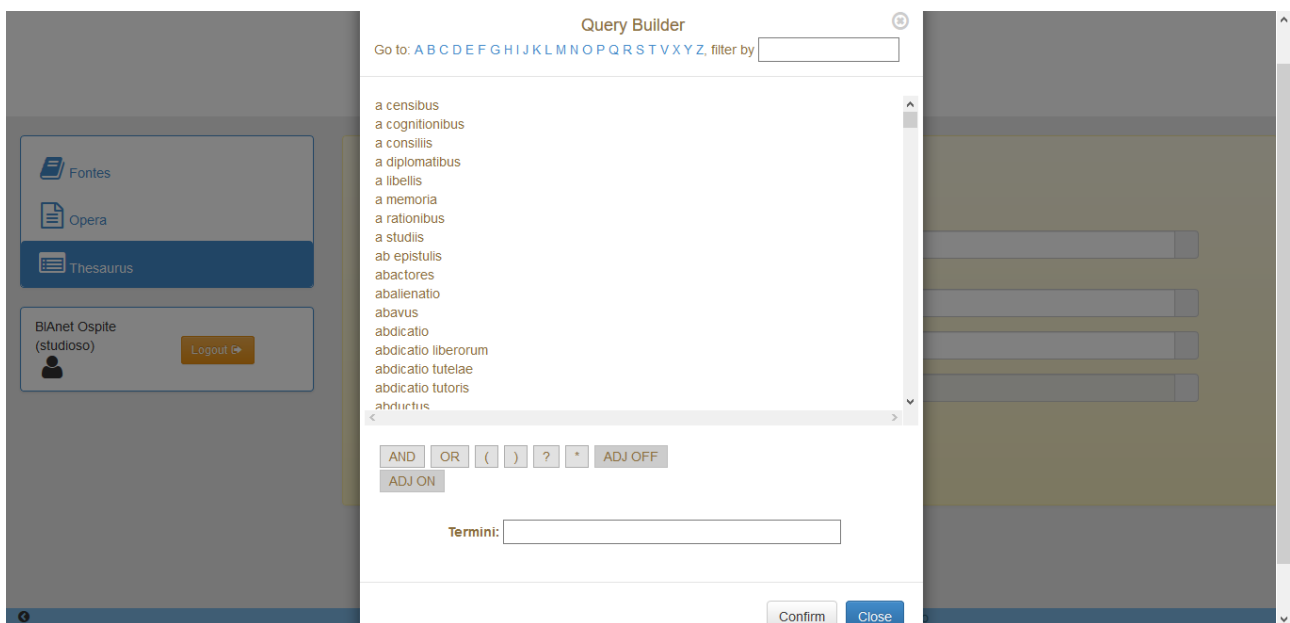 Query Builder
Go to: A B C D E F G H I J K L M N O P Q R S T V X Y Z, filter by
a censibus
a cognitionibus
a consiliis
a diplomatibus
a libellis
a memoria
a rationibus
a studiis
ab epistulis
abactores
abalienatio
abavus
abdicatio
abdicatio liberorum
abdicatio tutelae
abdicatio tutoris
abductus
AND OR ( ) ? * ADJ OFF
ADJ ON
Termini:
Confirm Close
Fontes
Opera
Thesaurus
BIAnet Ospite
(studioso)
Logout